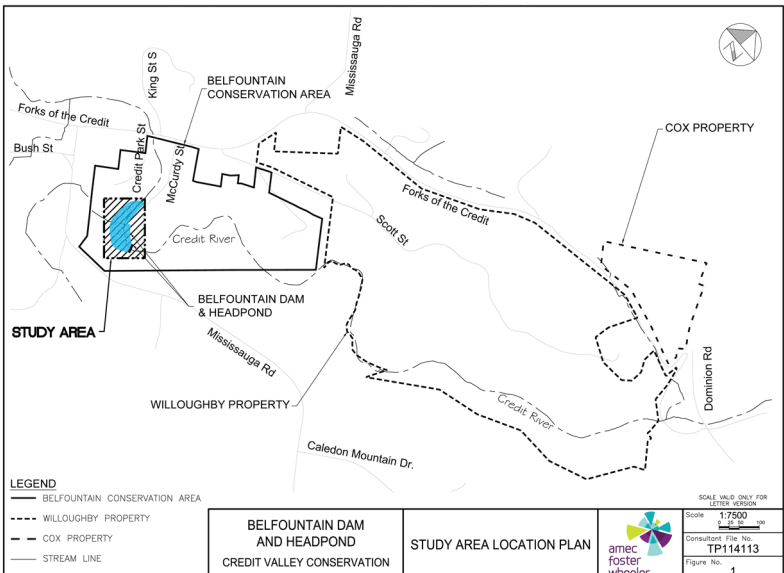 Mississauga Rd
King St S
BELFOUNTAIN
CONSERVATION AREA
Forks of the Credit
Bush St
Credit Park St
McCurdy St
COX PROPERTY
Forks of the Credit
Scott St
Credit River
BELFOUNTAIN DAM
& HEADPOND
STUDY AREA
Mississauga Rd
WILLOUGHBY PROPERTY
Credit River
Dominion Rd
Caledon Mountain Dr.
LEGEND
BELFOUNTAIN CONSERVATION AREA
WILLOUGHBY PROPERTY
COX PROPERTY
STREAM LINE
BELFOUNTAIN DAM
AND HEADPOND
CREDIT VALLEY CONSERVATION
STUDY AREA LOCATION PLAN
amec
foster
wheeler
SCALE VALID ONLY FOR
LETTER VERSION
Scale 1:7500
0 25 50 100
Consultant File No.
TP114113
Figure No.
1